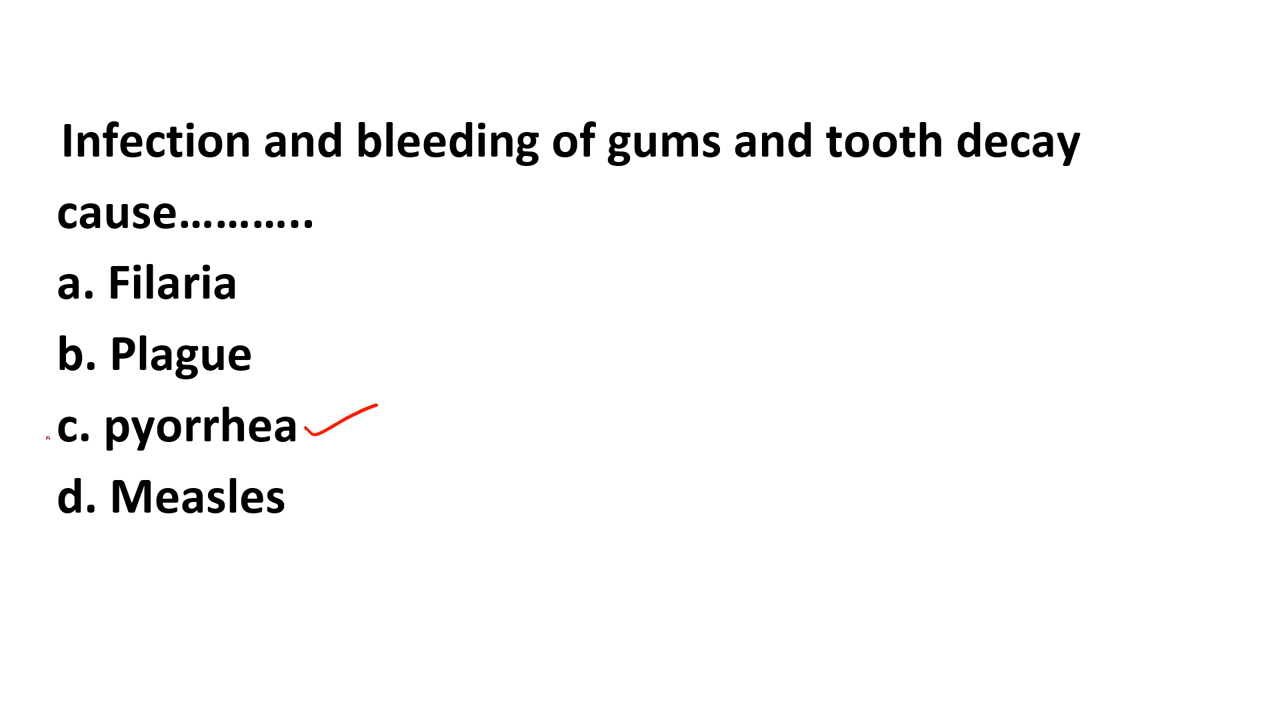 Infection and bleeding of gums and tooth decay
cause………..
a. Filaria
b. Plague
c. pyorrhea
d. Measles